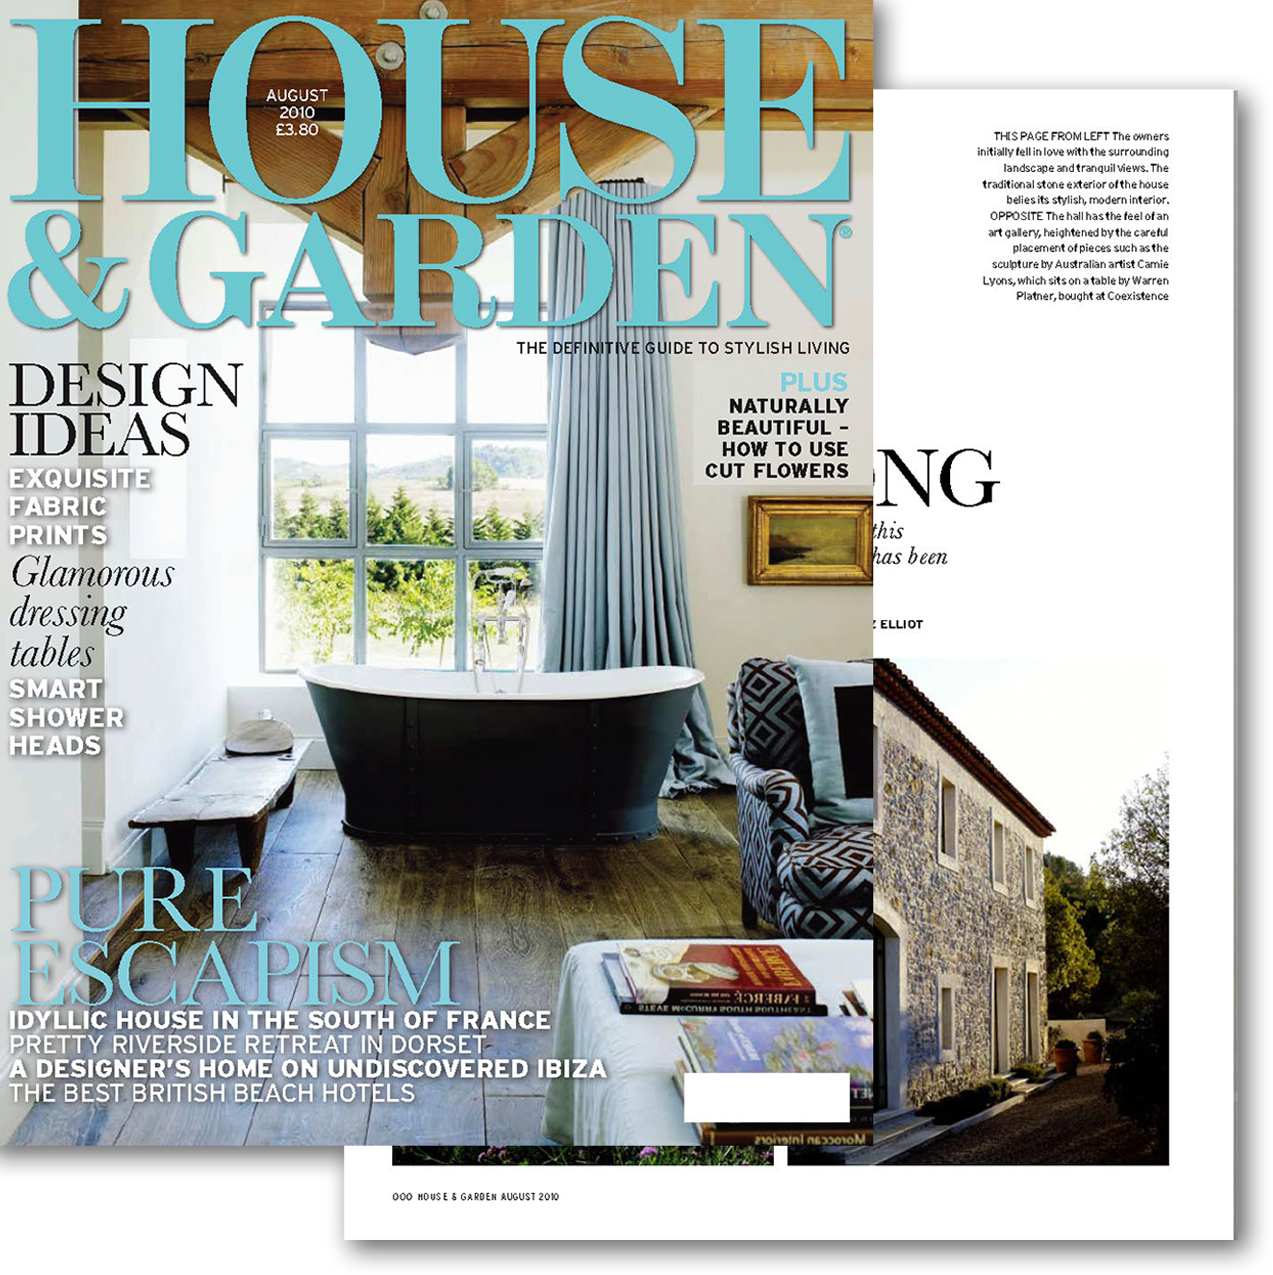 HOUSE
& GARDEN®
AUGUST
2010
£3.80
THE DEFINITIVE GUIDE TO STYLISH LIVING
DESIGN
IDEAS
EXQUISITE
FABRIC
PRINTS
Glamorous
dressing
tables
SMART
SHOWER
HEADS
PLUS
NATURALLY
BEAUTIFUL –
HOW TO USE
CUT FLOWERS
PURE
ESCAPISM
IDYLLIC HOUSE IN THE SOUTH OF FRANCE
PRETTY RIVERSIDE RETREAT IN DORSET
A DESIGNER'S HOME ON UNDISCOVERED IBIZA
THE BEST BRITISH BEACH HOTELS
FABERGÉ
STEVE McCURRY SOUTH SOUTHEAST
Moroccan Interiors
THIS PAGE FROM LEFT The owners
initially fell in love with the surrounding
landscape and tranquil views. The
traditional stone exterior of the house
belies its stylish, modern interior.
OPPOSITE The hall has the feel of an
art gallery, heightened by the careful
placement of pieces such as the
sculpture by Australian artist Camie
Lyons, which sits on a table by Warren
Platner, bought at Coexistence
NG
this
has been
E ELLIOT
000 HOUSE & GARDEN AUGUST 2010